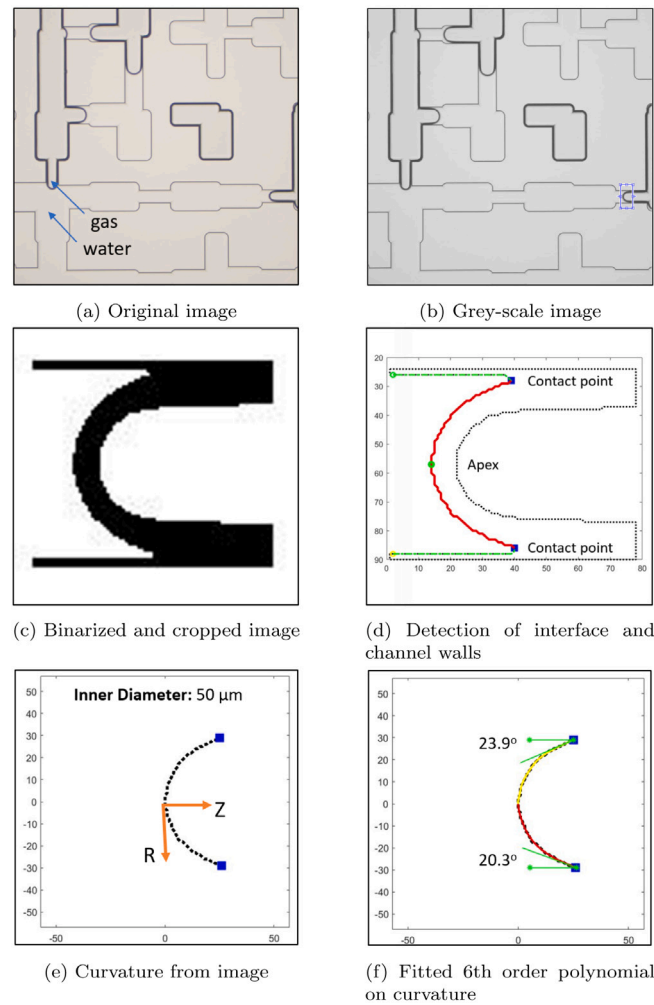 gas
water
(a) Original image
(b) Grey-scale image
(c) Binarized and cropped image
20
30
40
50
60
70
80
90
0 10 20 30 40 50 60 70 80
Contact point
Apex
Contact point
(d) Detection of interface and
channel walls
50
40
30
20
10
0
-10
-20
-30
-40
-50
-50 0 50
Inner Diameter: 50 μm
Z
R
(e) Curvature from image
50
40
30
20
10
0
-10
-20
-30
-40
-50
-50 0 50
23.9°
20.3°
(f) Fitted 6th order polynomial
on curvature